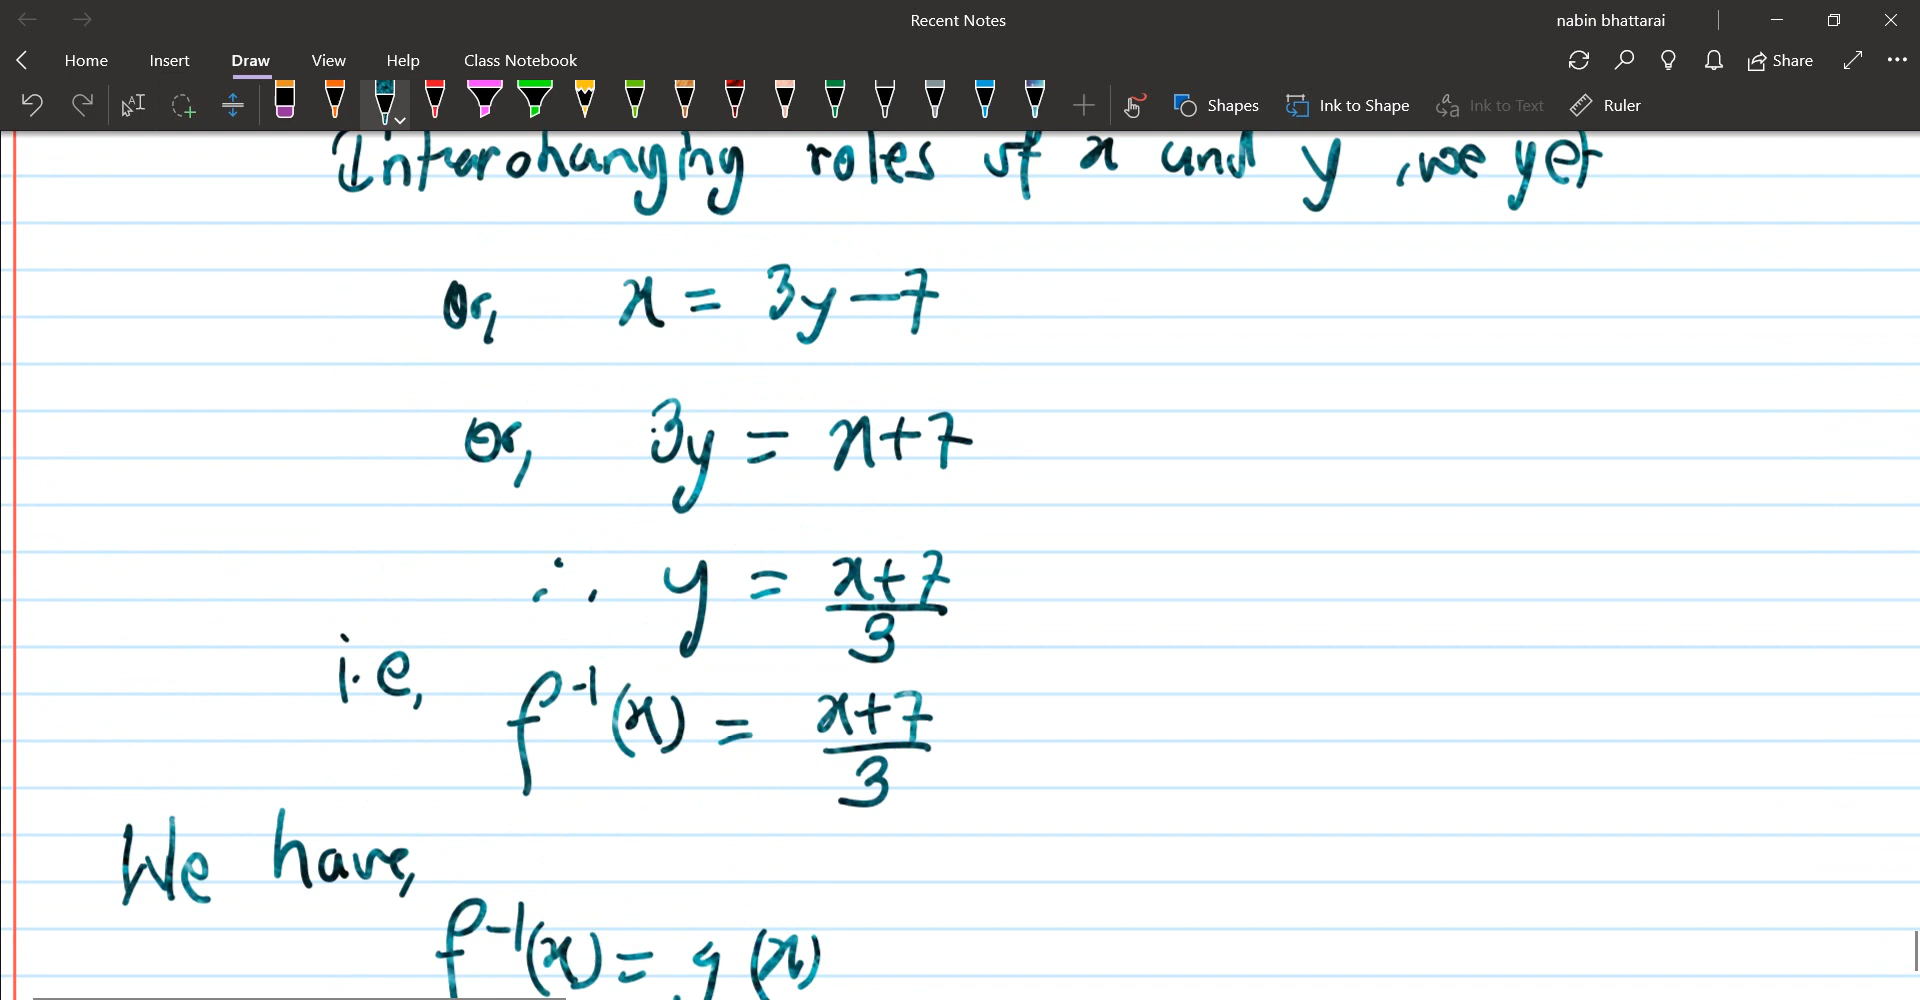 Recent Notes
nabin bhattarai
Home Insert Draw View Help Class Notebook
Share
Shapes Ink to Shape Ink to Text Ruler
Interchanging roles of x and y, we get
or, x = 3y-7
or, 3y = x+7
∴ y = x+7/3
i.e, f⁻¹(x) = x+7/3
We have,
f⁻¹(x) = g(x)